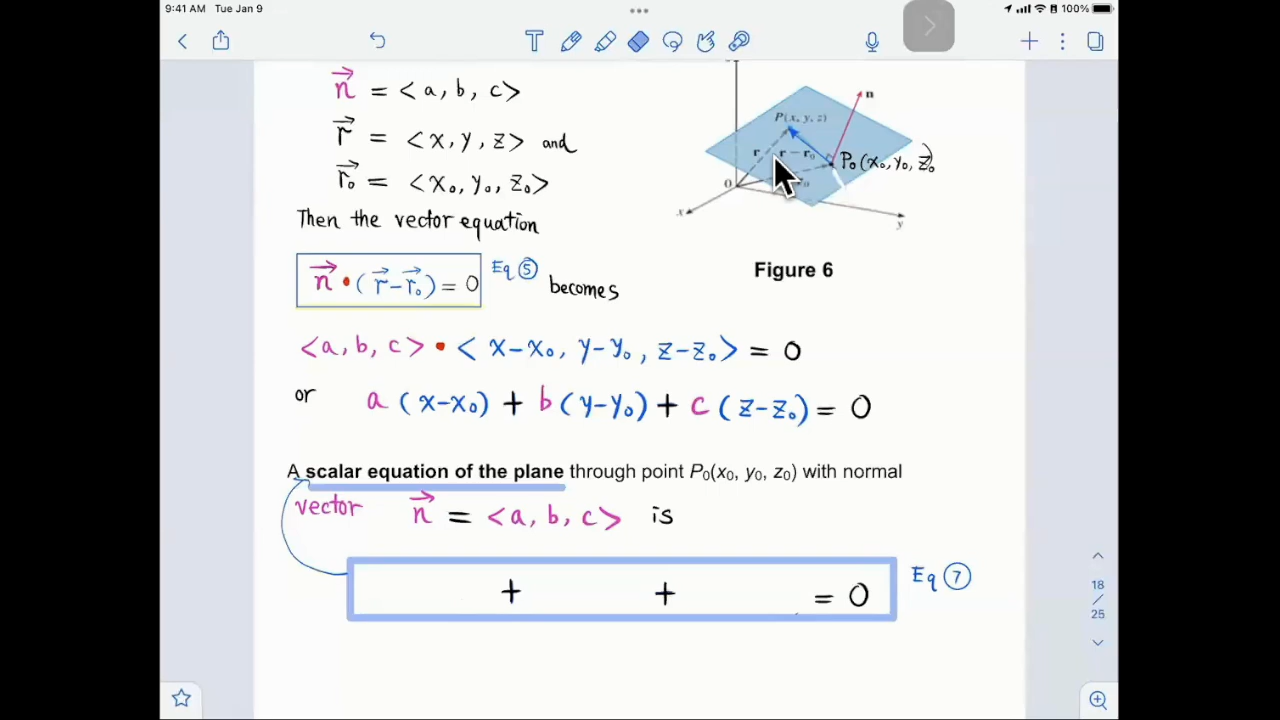 9:41 AM Tue Jan 9
100%
n⃗ = <a, b, c>
r⃗ = <x, y, z> and
r⃗₀ = <x₀, y₀, z₀>
Then the vector equation
n⃗ • (r⃗ – r⃗₀) = 0 Eq ⑤ becomes
n
P(x, y, z)
r
r – r₀
P₀(x₀, y₀, z₀)
0
x
y
Figure 6
<a, b, c> • <x–x₀, y–y₀, z–z₀> = 0
or a(x–x₀) + b(y–y₀) + c(z–z₀) = 0
A scalar equation of the plane through point P₀(x₀, y₀, z₀) with normal
vector n⃗ = <a, b, c> is
+ + = 0 Eq ⑦
18
/
25